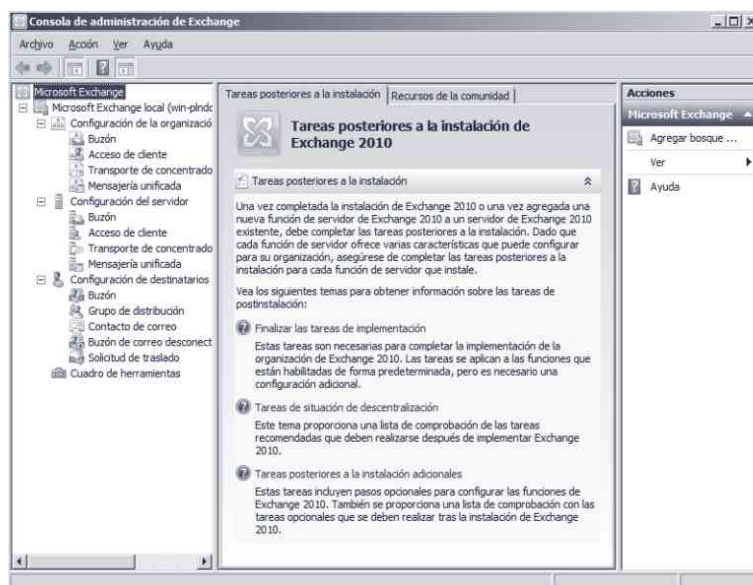 Consola de administración de Exchange
Archivo Acción Ver Ayuda
Microsoft Exchange
Microsoft Exchange local (win-plndc
Configuración de la organizació
Buzón
Acceso de cliente
Transporte de concentrado
Mensajería unificada
Configuración del servidor
Buzón
Acceso de cliente
Transporte de concentrado
Mensajería unificada
Configuración de destinatarios
Buzón
Grupo de distribución
Contacto de correo
Buzón de correo desconect
Solicitud de traslado
Cuadro de herramientas
Tareas posteriores a la instalación Recursos de la comunidad
Tareas posteriores a la instalación de
Exchange 2010
Tareas posteriores a la instalación
Una vez completada la instalación de Exchange 2010 o una vez agregada una
nueva función de servidor de Exchange 2010 a un servidor de Exchange 2010
existente, debe completar las tareas posteriores a la instalación. Dado que
cada función de servidor ofrece varias características que puede configurar
para su organización, asegúrese de completar las tareas posteriores a la
instalación para cada función de servidor que instale.
Vea los siguientes temas para obtener información sobre las tareas de
postinstalación:
Finalizar las tareas de implementación
Estas tareas son necesarias para completar la implementación de la
organización de Exchange 2010. Las tareas se aplican a las funciones que
están habilitadas de forma predeterminada, pero es necesario una
configuración adicional.
Tareas de situación de descentralización
Este tema proporciona una lista de comprobación de las tareas
recomendadas que deben realizarse después de implementar Exchange
2010.
Tareas posteriores a la instalación adicionales
Estas tareas incluyen pasos opcionales para configurar las funciones de
Exchange 2010. También se proporciona una lista de comprobación con las
tareas opcionales que se deben realizar tras la instalación de Exchange
2010.
Acciones
Microsoft Exchange
Agregar bosque ...
Ver
Ayuda